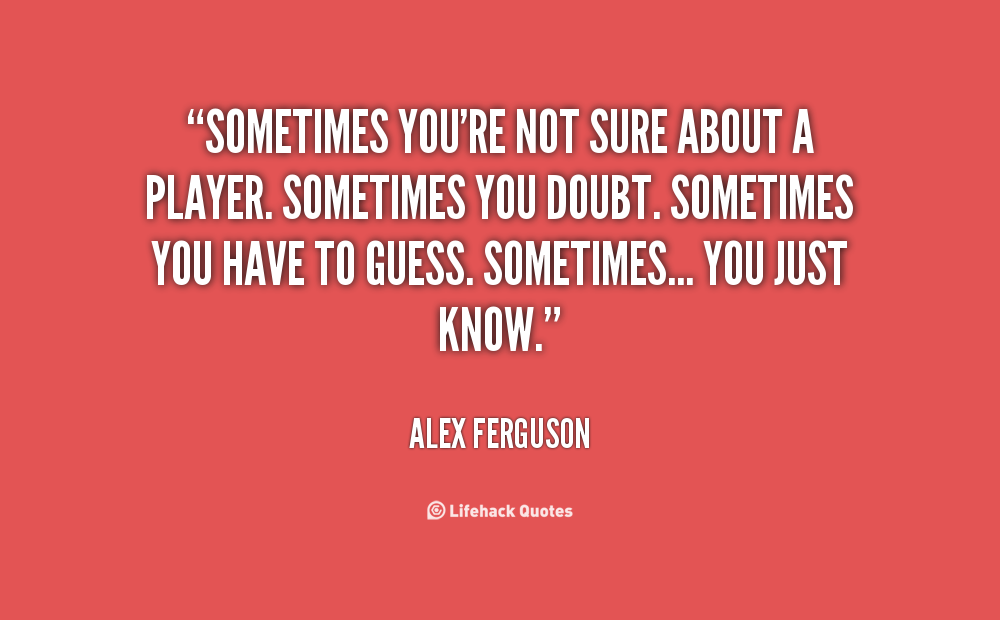 “SOMETIMES YOU’RE NOT SURE ABOUT A
PLAYER. SOMETIMES YOU DOUBT. SOMETIMES
YOU HAVE TO GUESS. SOMETIMES... YOU JUST
KNOW.”
ALEX FERGUSON
Lifehack Quotes